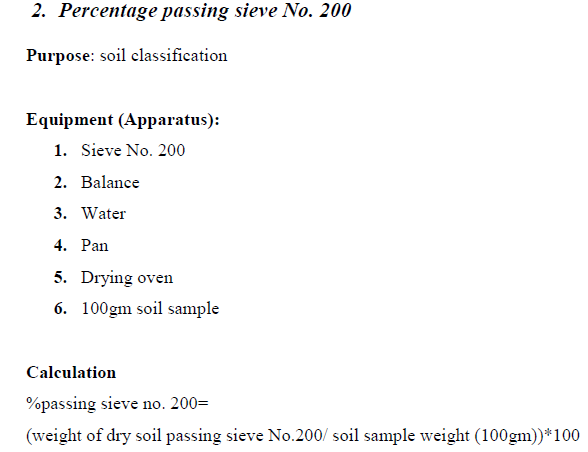 2. Percentage passing sieve No. 200
Purpose: soil classification
Equipment (Apparatus):
1. Sieve No. 200
2. Balance
3. Water
4. Pan
5. Drying oven
6. 100gm soil sample
Calculation
%passing sieve no. 200=
(weight of dry soil passing sieve No.200/ soil sample weight (100gm))*100